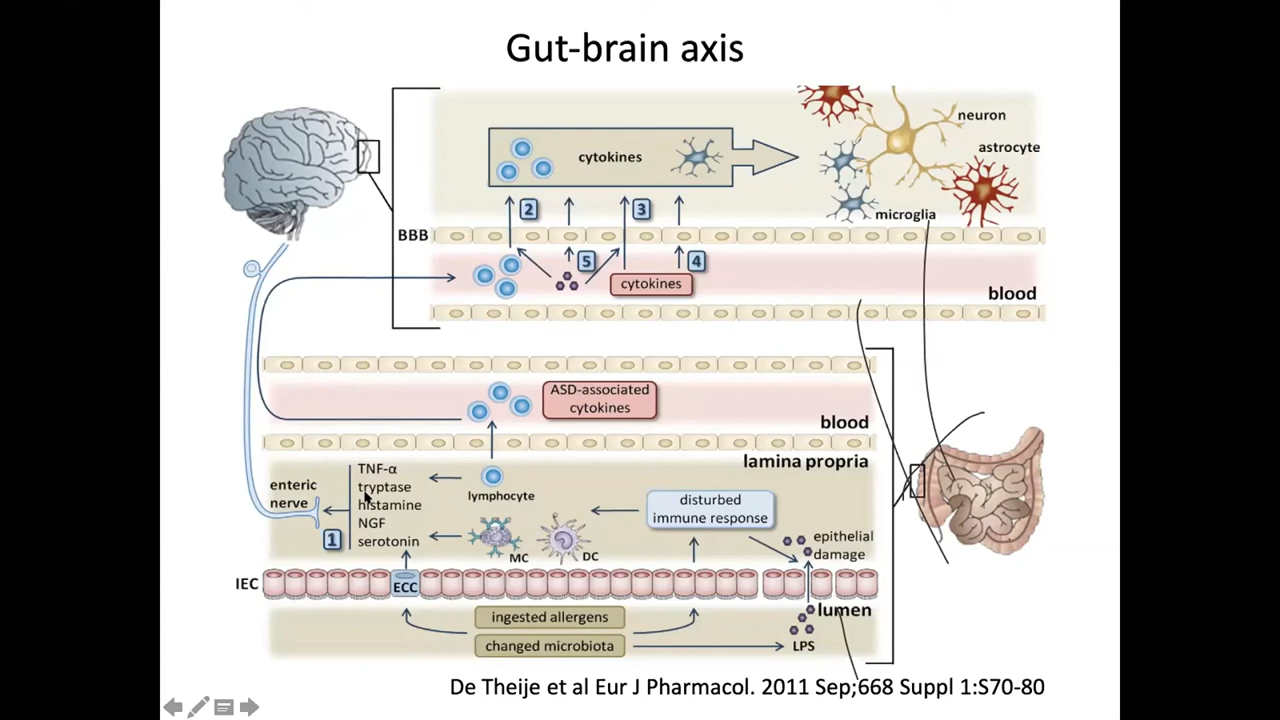 Gut-brain axis
neuron
cytokines
astrocyte
2
3
microglia
BBB
5
4
cytokines
blood
ASD-associated
cytokines
blood
lamina propria
TNF-α
enteric
nerve
tryptase
histamine
NGF
serotonin
1
lymphocyte
disturbed
immune response
MC
DC
epithelial
damage
IEC
ECC
ingested allergens
changed microbiota
lumen
LPS
De Theije et al Eur J Pharmacol. 2011 Sep;668 Suppl 1:S70-80